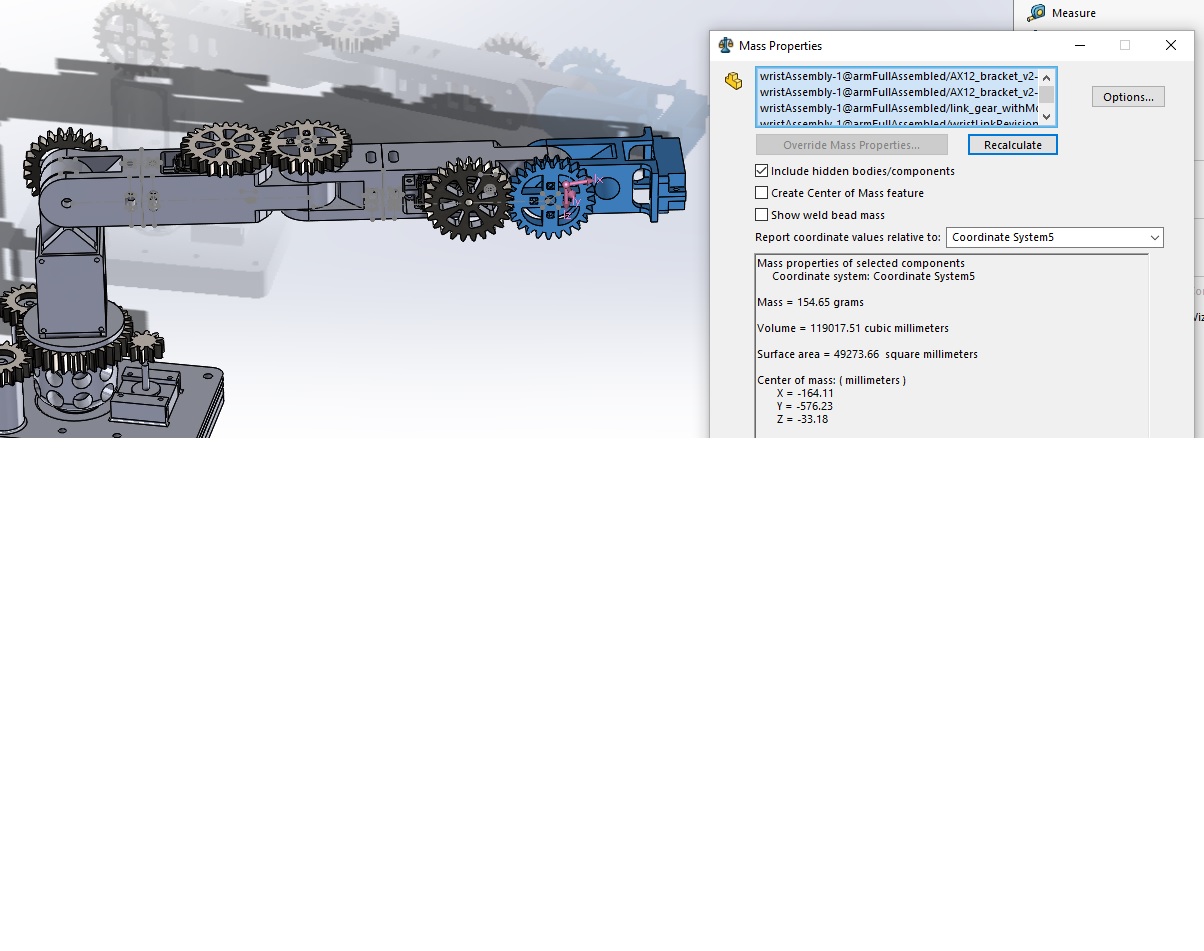 Measure
Mass Properties
wristAssembly-1@armFullAssembled/AX12_bracket_v2-
wristAssembly-1@armFullAssembled/AX12_bracket_v2-
wristAssembly-1@armFullAssembled/link_gear_withMo
wristAssembly-1@armFullAssembled/wristLinkRevision
Options...
Override Mass Properties...
Recalculate
Include hidden bodies/components
Create Center of Mass feature
Show weld bead mass
Report coordinate values relative to: Coordinate System5
Mass properties of selected components
Coordinate system: Coordinate System5
Mass = 154.65 grams
Volume = 119017.51 cubic millimeters
Surface area = 49273.66 square millimeters
Center of mass: ( millimeters )
X = -164.11
Y = -576.23
Z = -33.18